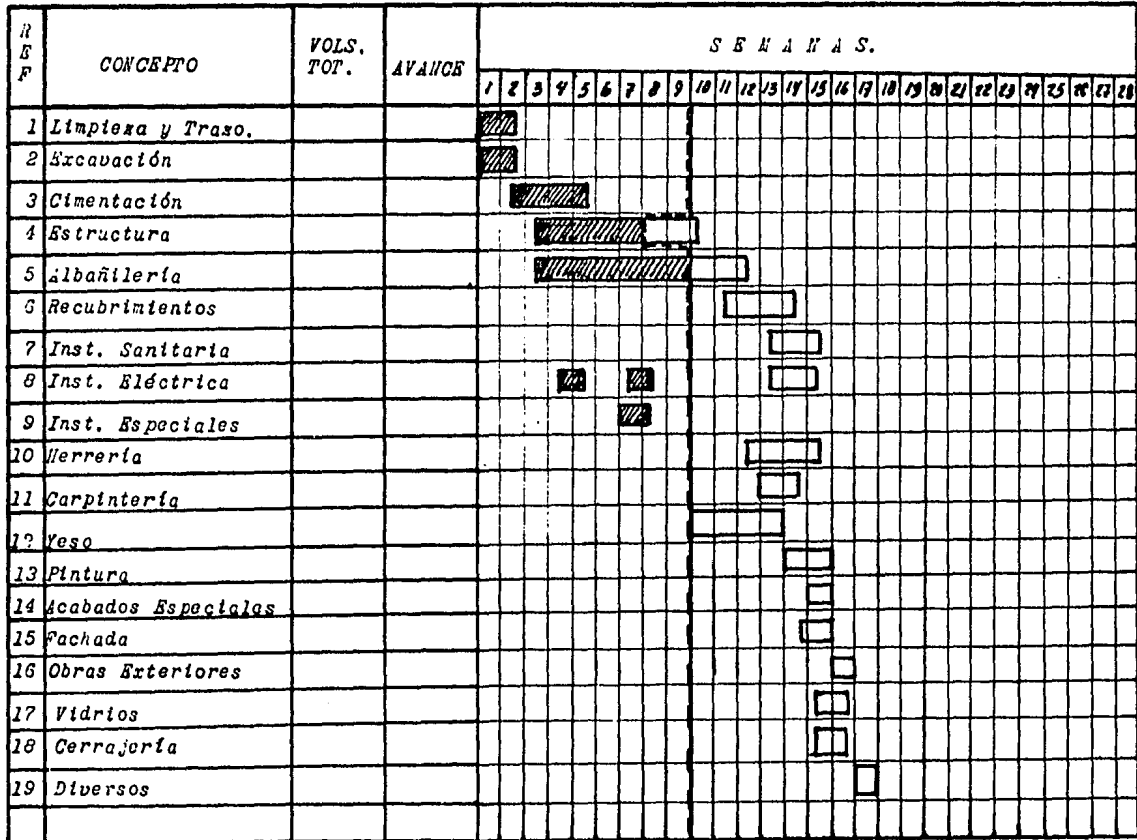 REF CONCEPTO VOLS. TOT. AVANCE SEMANAS.
1 2 3 4 5 6 7 8 9 10 11 12 13 14 15 16 17 18 19 20 21 22 23 24 25 26 27 28
1 Limpieza y Trazo.
2 Excavación
3 Cimentación
4 Estructura
5 Albañilería
6 Recubrimientos
7 Inst. Sanitaria
8 Inst. Eléctrica
9 Inst. Especiales
10 Herrería
11 Carpintería
12 Yeso
13 Pintura
14 Acabados Especiales
15 Fachada
16 Obras Exteriores
17 Vidrios
18 Cerrajería
19 Diversos